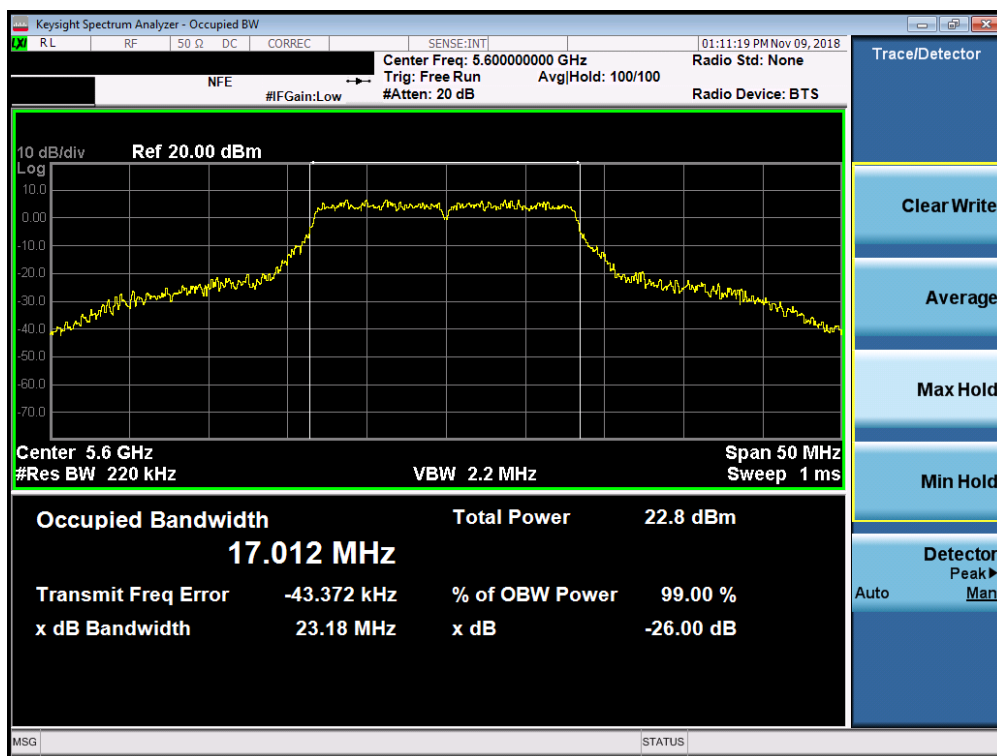 Keysight Spectrum Analyzer - Occupied BW
LXI RL RF 50 Ω DC CORREC SENSE:INT 01:11:19 PM Nov 09, 2018
Center Freq: 5.600000000 GHz Radio Std: None
NFE Trig: Free Run Avg|Hold: 100/100
#IFGain:Low #Atten: 20 dB Radio Device: BTS
Trace/Detector
10 dB/div Ref 20.00 dBm
Log
10.0
0.00
-10.0
-20.0
-30.0
-40.0
-50.0
-60.0
-70.0
Center 5.6 GHz Span 50 MHz
#Res BW 220 kHz VBW 2.2 MHz Sweep 1 ms
Occupied Bandwidth Total Power 22.8 dBm
17.012 MHz
Transmit Freq Error -43.372 kHz % of OBW Power 99.00 %
x dB Bandwidth 23.18 MHz x dB -26.00 dB
Clear Write
Average
Max Hold
Min Hold
Detector
Peak▶
Auto Man
MSG STATUS